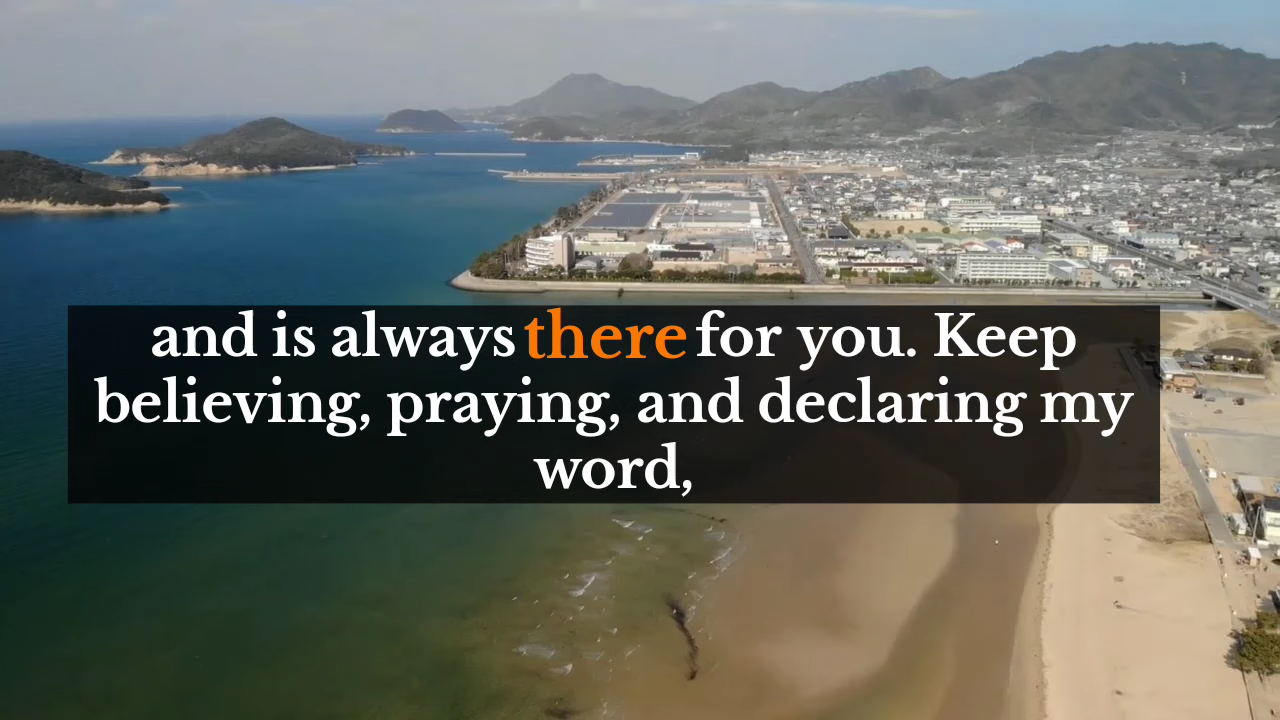 and is always there for you. Keep
believing, praying, and declaring my
word,